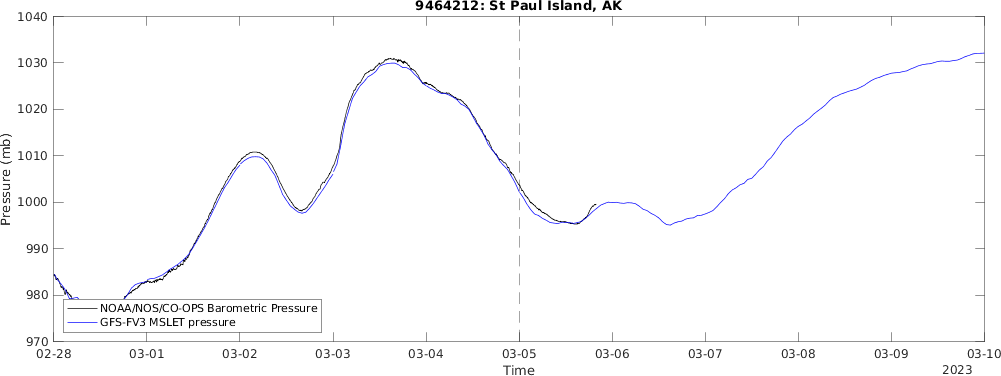 9464212: St Paul Island, AK
1040
1030
1020
1010
1000
990
980
970
Pressure (mb)
NOAA/NOS/CO-OPS Barometric Pressure
GFS-FV3 MSLET pressure
02-28 03-01 03-02 03-03 03-04 03-05 03-06 03-07 03-08 03-09 03-10
Time
2023